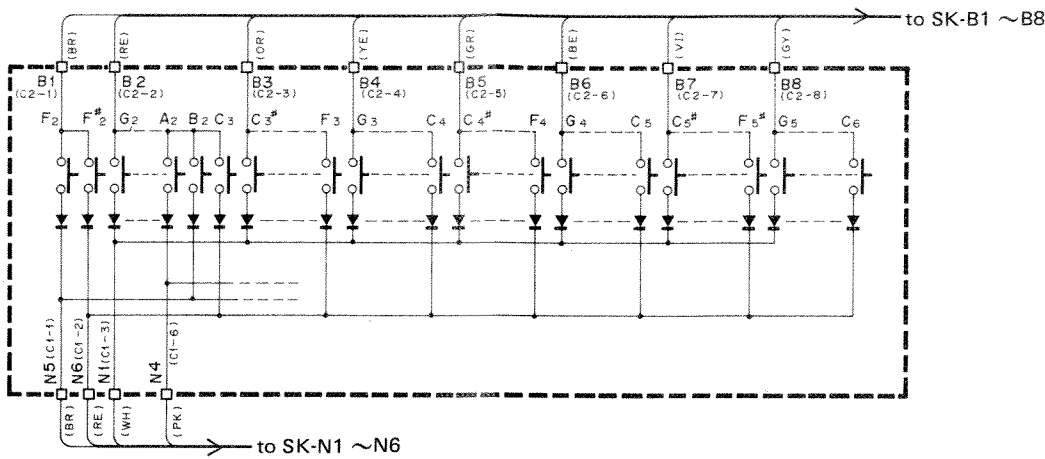 to SK-B1 ~B8
(BR) (RE) (OR) (YE) (GR) (BE) (VI) (GY)
B1 B2 B3 B4 B5 B6 B7 B8
(C2-1) (C2-2) (C2-3) (C2-4) (C2-5) (C2-6) (C2-7) (C2-8)
F2 F#2 G2 A2 B2 C3 C3# F3 G3 C4 C4# F4 G4 C5 C5# F5# G5 C6
N5 (C1-1) N6 (C1-2) N1 (C1-3) N4 (C1-6)
(BR) (RE) (WH) (PK)
to SK-N1 ~N6